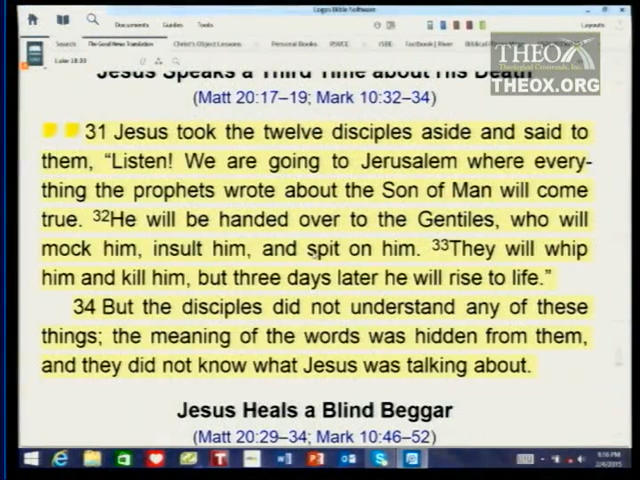 Logos Bible Software
Documents Guides Tools
Layouts
Search The Good News Translation Christ's Object Lessons Personal Books
Luke 18:33
THEOX
THEOX.ORG
Jesus Speaks a Third Time about His Death
(Matt 20:17–19; Mark 10:32–34)
31 Jesus took the twelve disciples aside and said to
them, “Listen! We are going to Jerusalem where every-
thing the prophets wrote about the Son of Man will come
true. 32He will be handed over to the Gentiles, who will
mock him, insult him, and spit on him. 33They will whip
him and kill him, but three days later he will rise to life.”
34 But the disciples did not understand any of these
things; the meaning of the words was hidden from them,
and they did not know what Jesus was talking about.
Jesus Heals a Blind Beggar
(Matt 20:29–34; Mark 10:46–52)